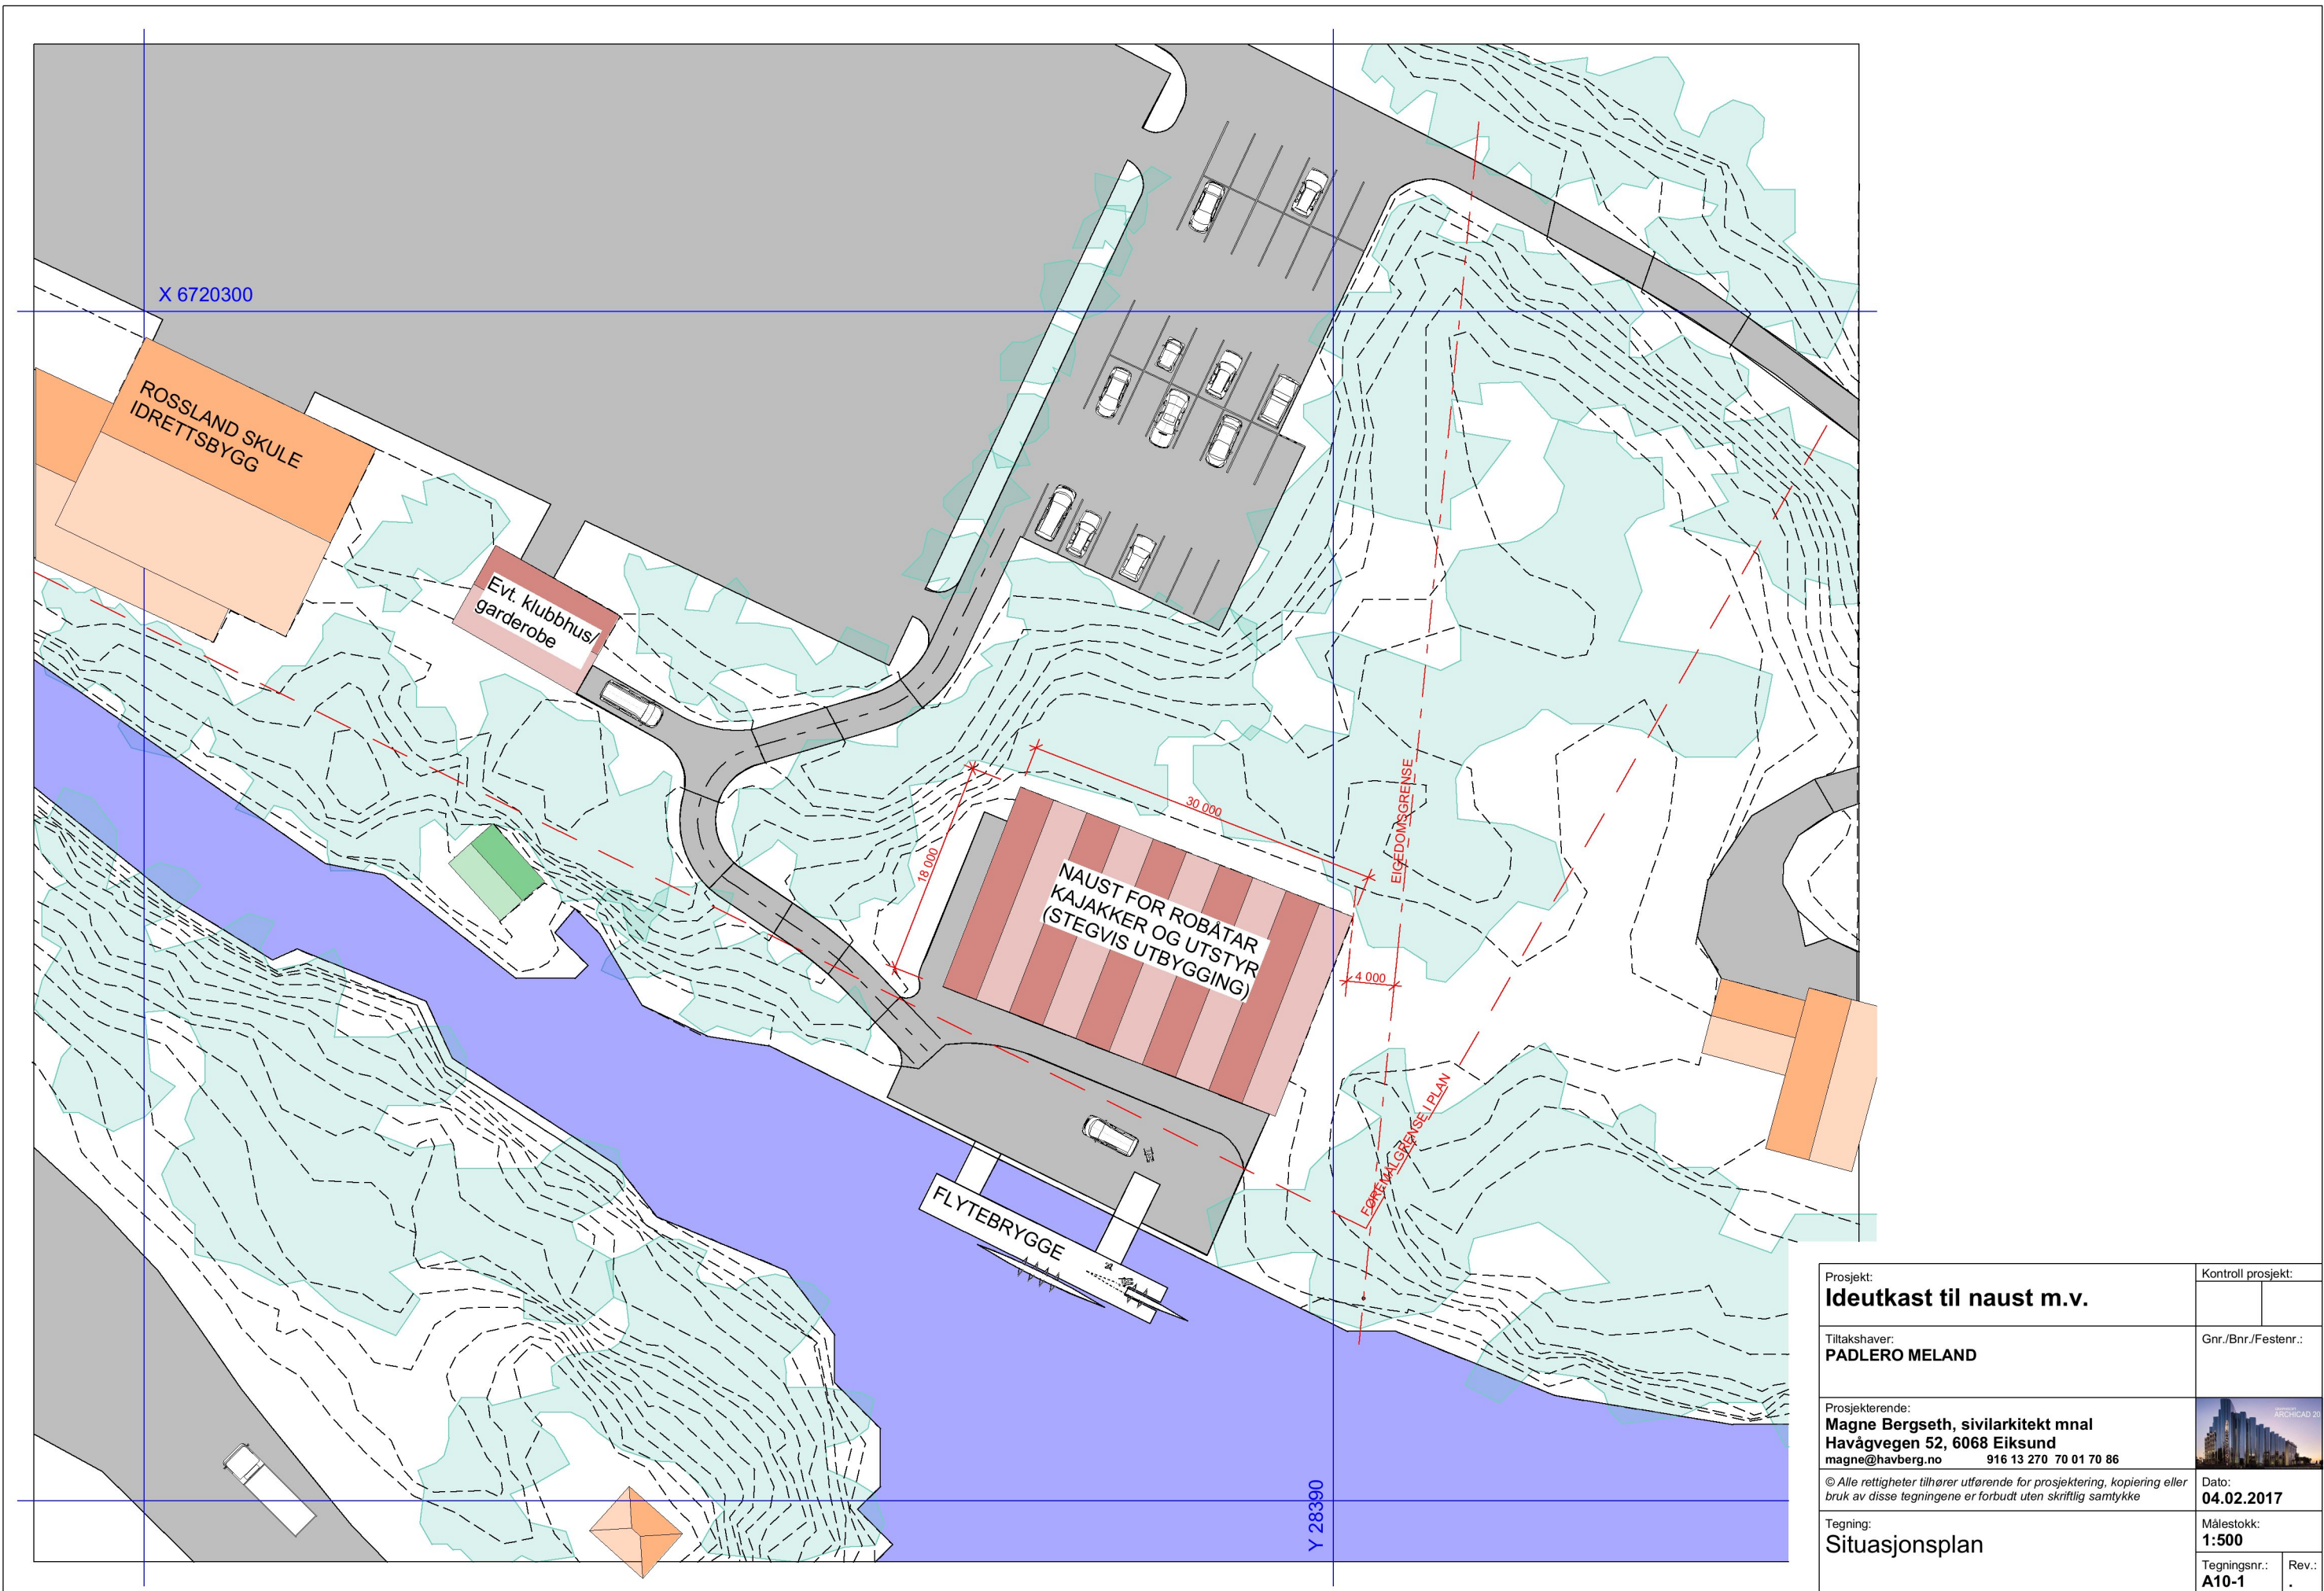 X 6720300
ROSSLAND SKULE
IDRETTSBYGG
Evt. klubbhus/
garderobe
30 000
18 000
EIGEDOMSGRENSE
NAUST FOR ROBÅTAR
KAJAKKER OG UTSTYR
(STEGVIS UTBYGGING)
4 000
FØREMÅLGRENSE I PLAN
FLYTEBRYGGE
Y 28390
Prosjekt:
Ideutkast til naust m.v.
Kontroll prosjekt:
Tiltakshaver:
PADLERO MELAND
Gnr./Bnr./Festenr.:
Prosjekterende:
Magne Bergseth, sivilarkitekt mnal
Havågvegen 52, 6068 Eiksund
magne@havberg.no 916 13 270 70 01 70 86
ARCHICAD 20
© Alle rettigheter tilhører utførende for prosjektering, kopiering eller
bruk av disse tegningene er forbudt uten skriftlig samtykke
Dato:
04.02.2017
Tegning:
Situasjonsplan
Målestokk:
1:500
Tegningsnr.:
A10-1
Rev.:
.